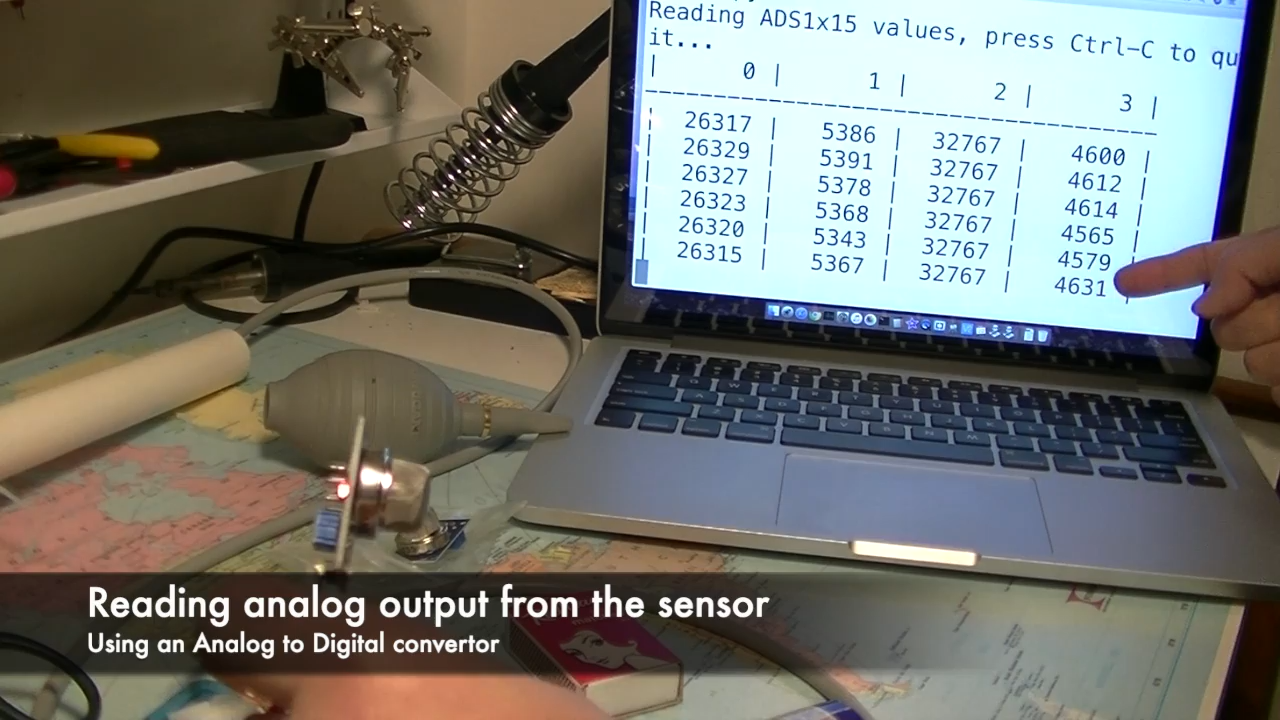 Reading ADS1x15 values, press Ctrl-C to qu
it...
| 0 | 1 | 2 | 3 |
-------------------------------------
| 26317 | 5386 | 32767 | 4600 |
| 26329 | 5391 | 32767 | 4612 |
| 26327 | 5378 | 32767 | 4614 |
| 26323 | 5368 | 32767 | 4565 |
| 26320 | 5343 | 32767 | 4579 |
| 26315 | 5367 | 32767 | 4631 |
Reading analog output from the sensor
Using an Analog to Digital convertor